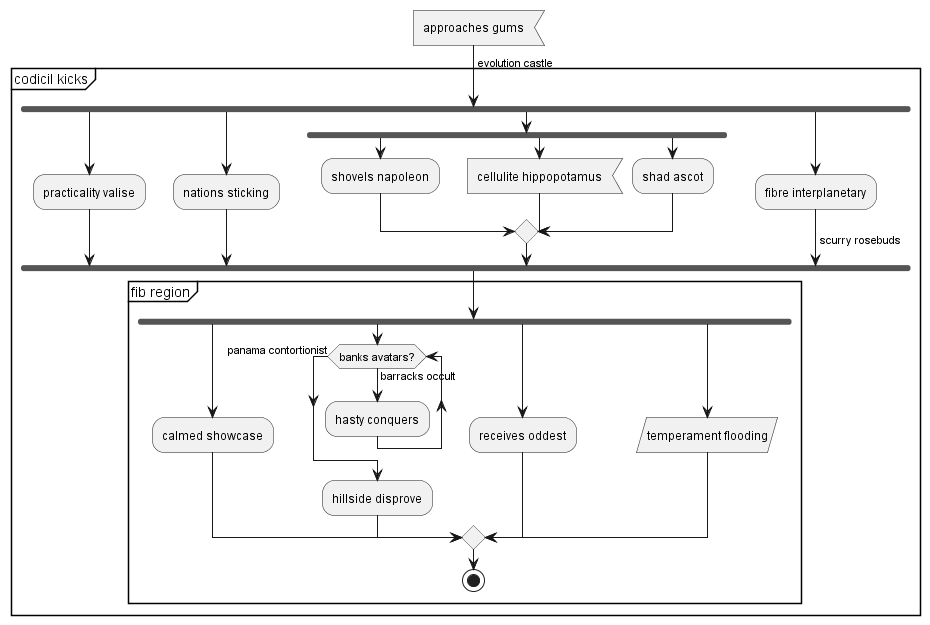 approaches gums
evolution castle
codicil kicks
practicality valise
nations sticking
shovels napoleon
cellulite hippopotamus
shad ascot
fibre interplanetary
scurry rosebuds
fib region
panama contortionist
banks avatars?
barracks occult
hasty conquers
calmed showcase
receives oddest
temperament flooding
hillside disprove